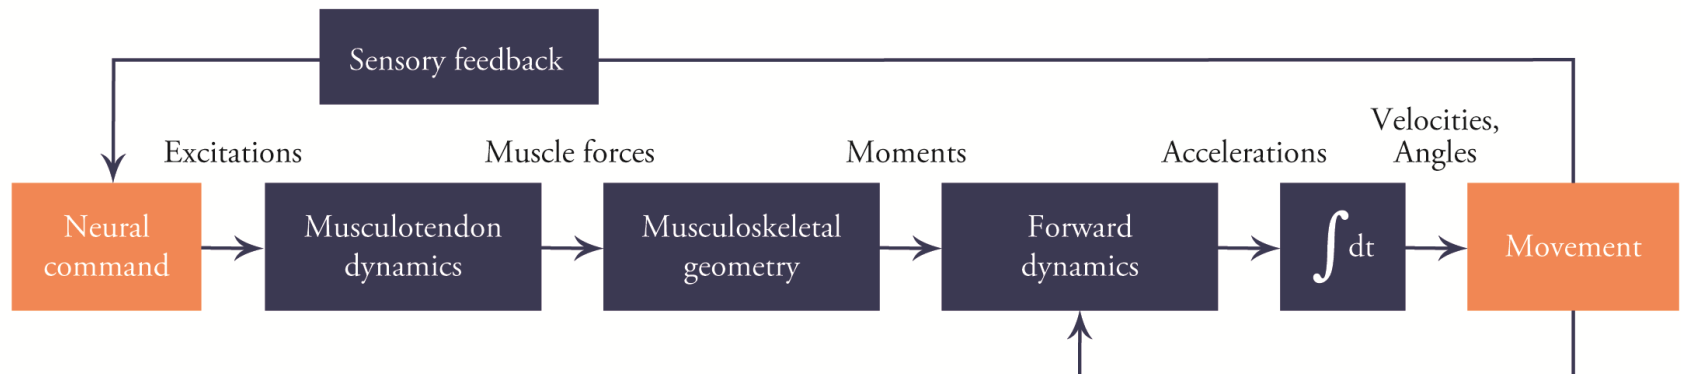 Sensory feedback
Velocities,
Angles
Excitations
Muscle forces
Moments
Accelerations
Neural
command
Musculotendon
dynamics
Musculoskeletal
geometry
Forward
dynamics
∫dt
Movement